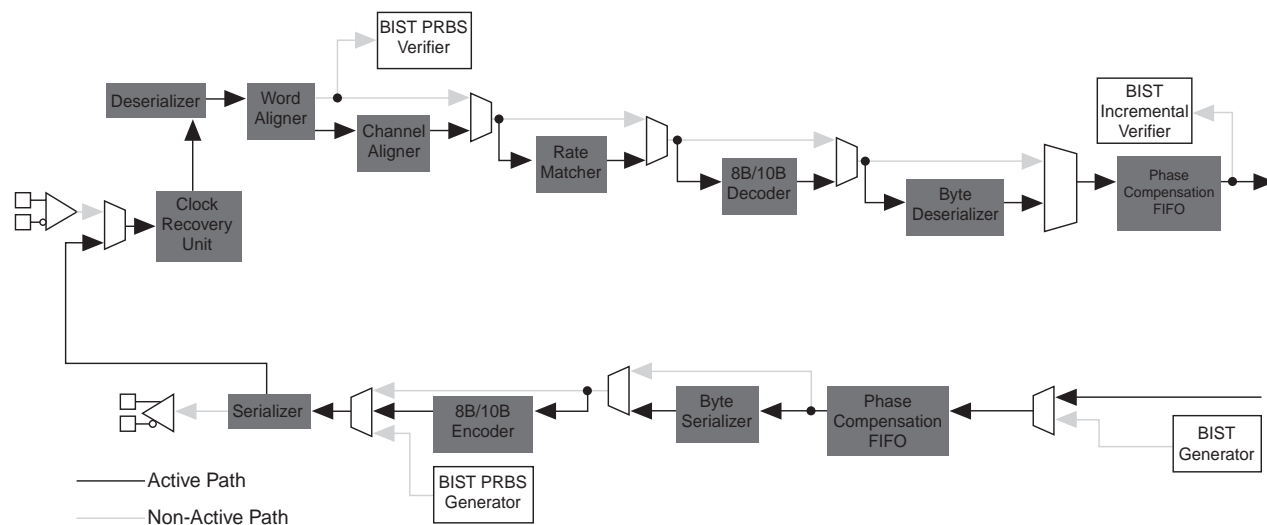 BIST PRBS
Verifier
Deserializer
Word
Aligner
Channel
Aligner
Rate
Matcher
8B/10B
Decoder
Byte
Deserializer
BIST
Incremental
Verifier
Phase
Compensation
FIFO
Clock
Recovery
Unit
Serializer
8B/10B
Encoder
Byte
Serializer
Phase
Compensation
FIFO
BIST
Generator
BIST PRBS
Generator
Active Path
Non-Active Path